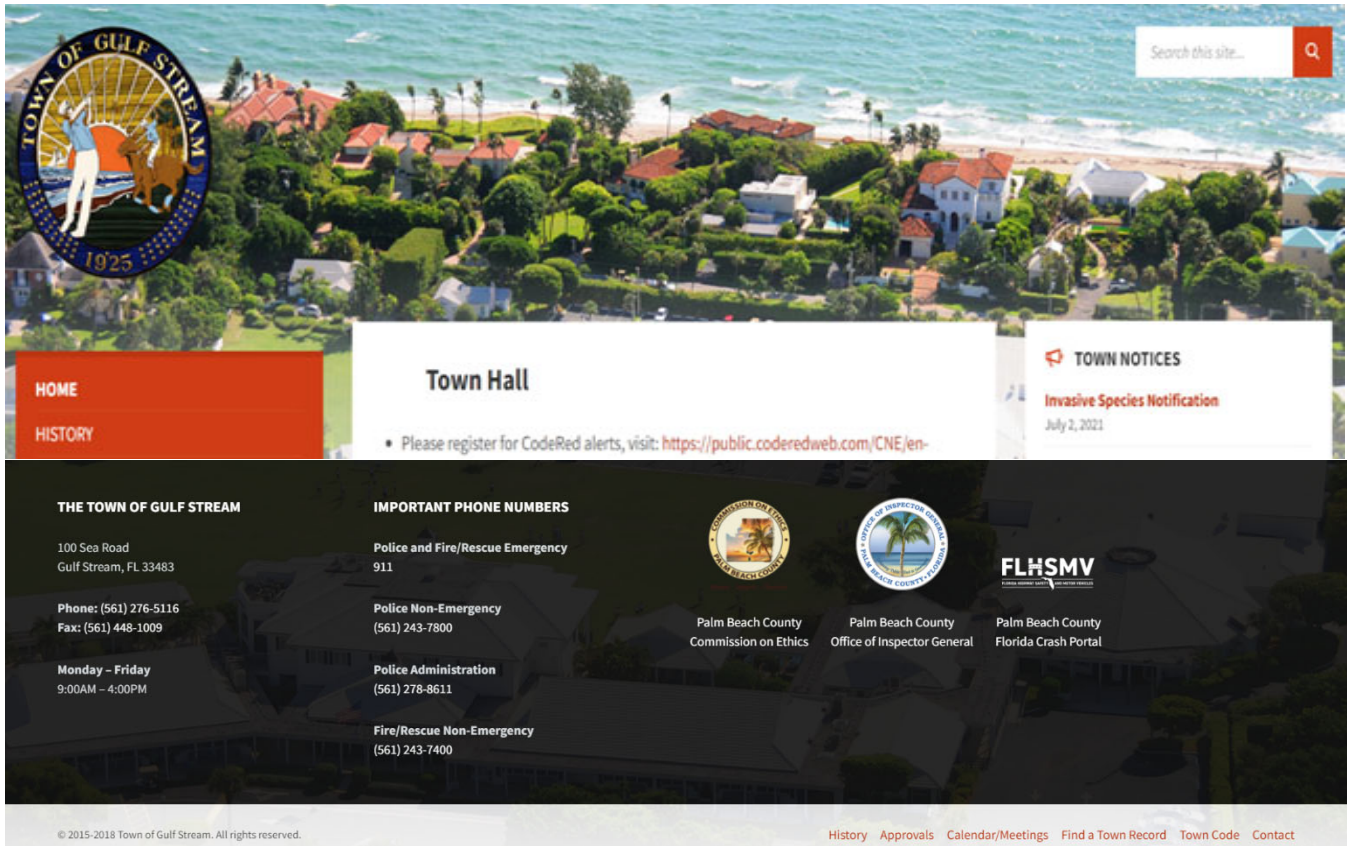 TOWN OF GULF STREAM
1925
Search this site...
HOME
HISTORY
Town Hall
• Please register for CodeRed alerts, visit: https://public.coderedweb.com/CNE/en-
TOWN NOTICES
Invasive Species Notification
July 2, 2021
THE TOWN OF GULF STREAM
100 Sea Road
Gulf Stream, FL 33483
Phone: (561) 276-5116
Fax: (561) 448-1009
Monday – Friday
9:00AM – 4:00PM
IMPORTANT PHONE NUMBERS
Police and Fire/Rescue Emergency
911
Police Non-Emergency
(561) 243-7800
Police Administration
(561) 278-8611
Fire/Rescue Non-Emergency
(561) 243-7400
COMMISSION ON ETHICS
PALM BEACH COUNTY
Palm Beach County
Commission on Ethics
OFFICE OF INSPECTOR GENERAL
PALM BEACH COUNTY, FLORIDA
Palm Beach County
Office of Inspector General
FLHSMV
FLORIDA HIGHWAY SAFETY AND MOTOR VEHICLES
Palm Beach County
Florida Crash Portal
© 2015-2018 Town of Gulf Stream. All rights reserved.
History Approvals Calendar/Meetings Find a Town Record Town Code Contact